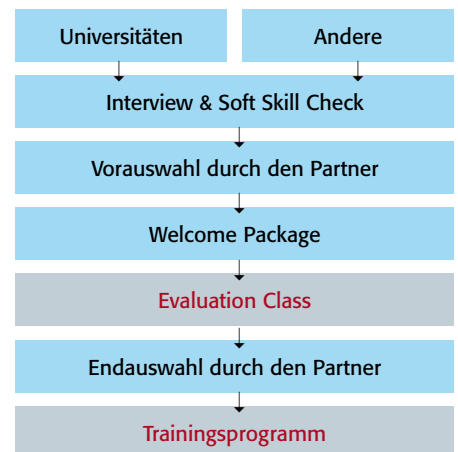 Universitäten
Andere
Interview & Soft Skill Check
Vorauswahl durch den Partner
Welcome Package
Evaluation Class
Endauswahl durch den Partner
Trainingsprogramm